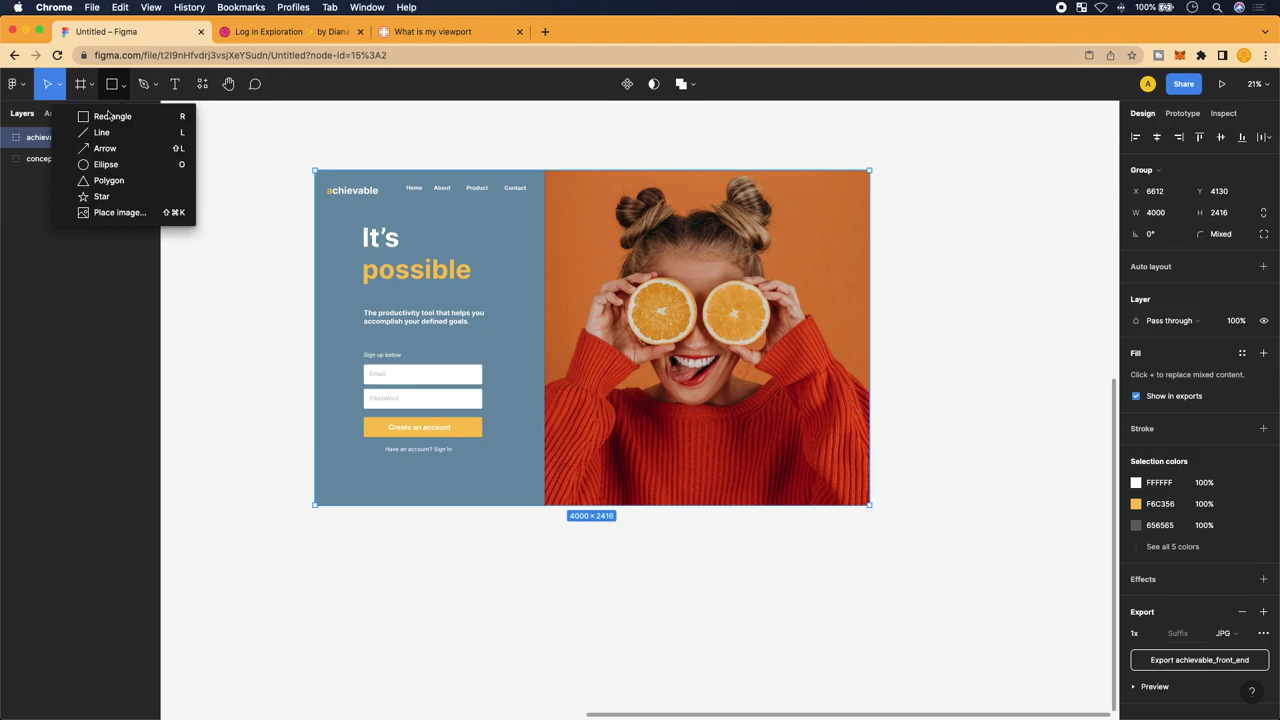 Chrome File Edit View History Bookmarks Profiles Tab Window Help 100%
Untitled – Figma
Log in Exploration by Diana
What is my viewport
figma.com/file/t2I9nHfvdrj3vsjXeYSudn/Untitled?node-id=15%3A2
A
Share
21%
Layers As
Rectangle R
Line L
Arrow ⇧L
Ellipse O
Polygon
Star
Place image... ⇧⌘K
achieva
concep
achievable Home About Product Contact
It's
possible
The productivity tool that helps you
accomplish your defined goals.
Sign up below
Email
Password
Create an account
Have an account? Sign In
4000 × 2416
Design Prototype Inspect
Group
X 6612 Y 4130
W 4000 H 2416
0° Mixed
Auto layout
Layer
Pass through 100%
Fill
Click + to replace mixed content.
Show in exports
Stroke
Selection colors
FFFFFF 100%
F6C356 100%
656565 100%
See all 5 colors
Effects
Export
1x Suffix JPG
Export achievable_front_end
Preview
?